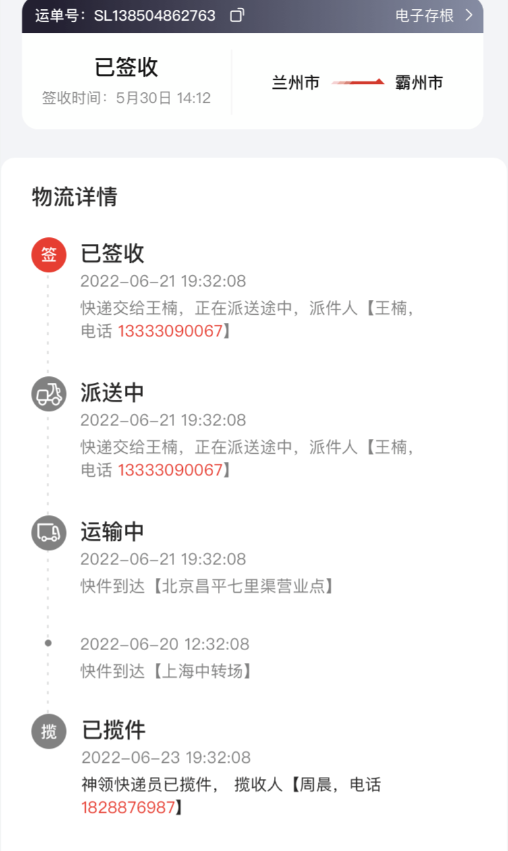 运单号：SL138504862763
电子存根
已签收
签收时间：5月30日 14:12
兰州市
霸州市
物流详情
签
已签收
2022-06-21 19:32:08
快递交给王楠，正在派送途中，派件人【王楠，
电话 13333090067】
派送中
2022-06-21 19:32:08
快递交给王楠，正在派送途中，派件人【王楠，
电话 13333090067】
运输中
2022-06-21 19:32:08
快件到达【北京昌平七里渠营业点】
2022-06-20 12:32:08
快件到达【上海中转场】
揽
已揽件
2022-06-23 19:32:08
神领快递员已揽件， 揽收人【周晨，电话
1828876987】